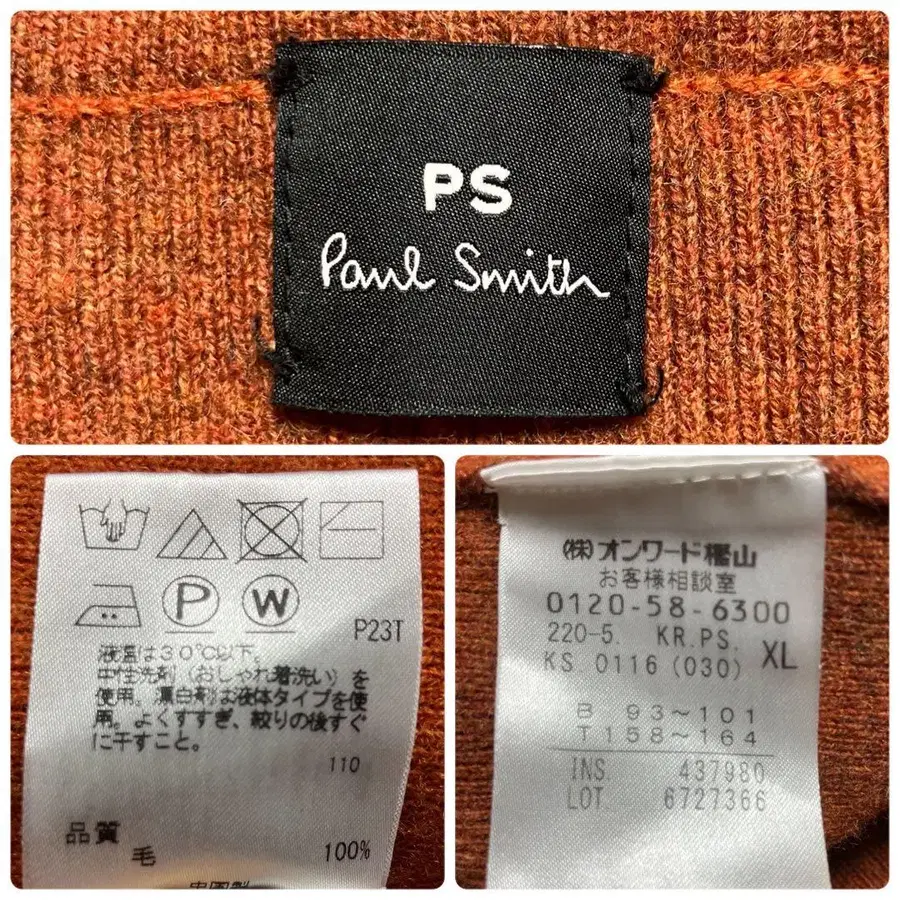 PS
Paul Smith
P
W
P23T
液温は30℃以下。
中性洗剤（おしゃれ着洗い）を
使用。漂白剤は液体タイプを使
用。よくすすぎ、絞りの後すぐ
に干すこと。
110
品質
毛 100%
中国製
(株)オンワード樫山
お客様相談室
0120-58-6300
220-5. KR.PS.
KS. 0116 (030) XL
B 93~101
T 158~164
INS. 437980
LOT 6727366